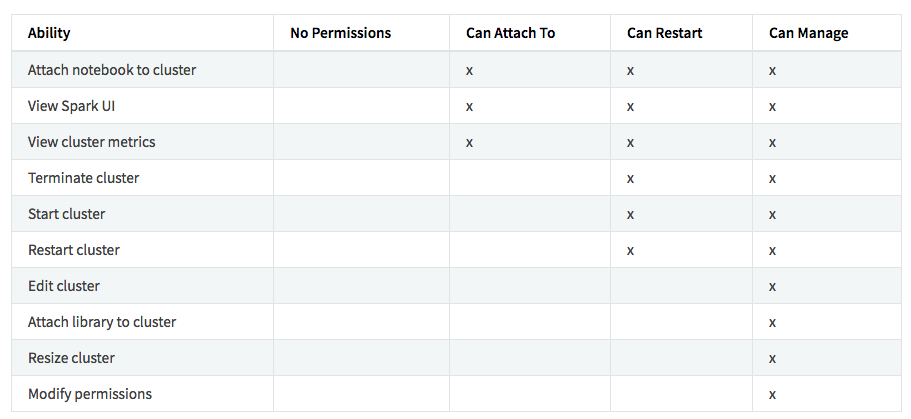 Ability No Permissions Can Attach To Can Restart Can Manage
Attach notebook to cluster x x x
View Spark UI x x x
View cluster metrics x x x
Terminate cluster x x
Start cluster x x
Restart cluster x x
Edit cluster x
Attach library to cluster x
Resize cluster x
Modify permissions x